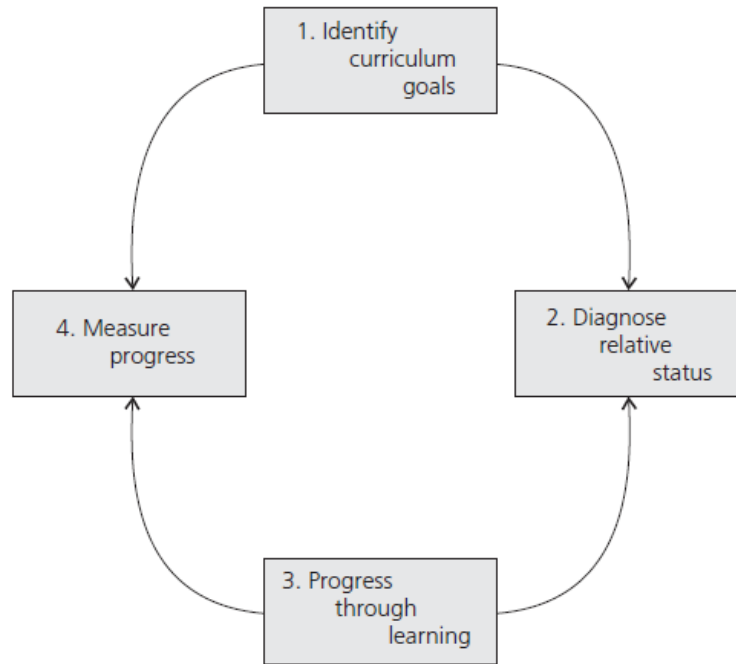 1. Identify
curriculum
goals
2. Diagnose
relative
status
3. Progress
through
learning
4. Measure
progress